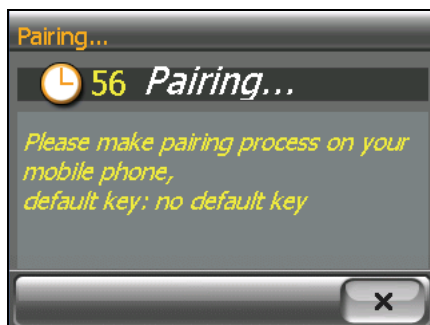 Pairing...
56 Pairing...
Please make pairing process on your
mobile phone,
default key: no default key